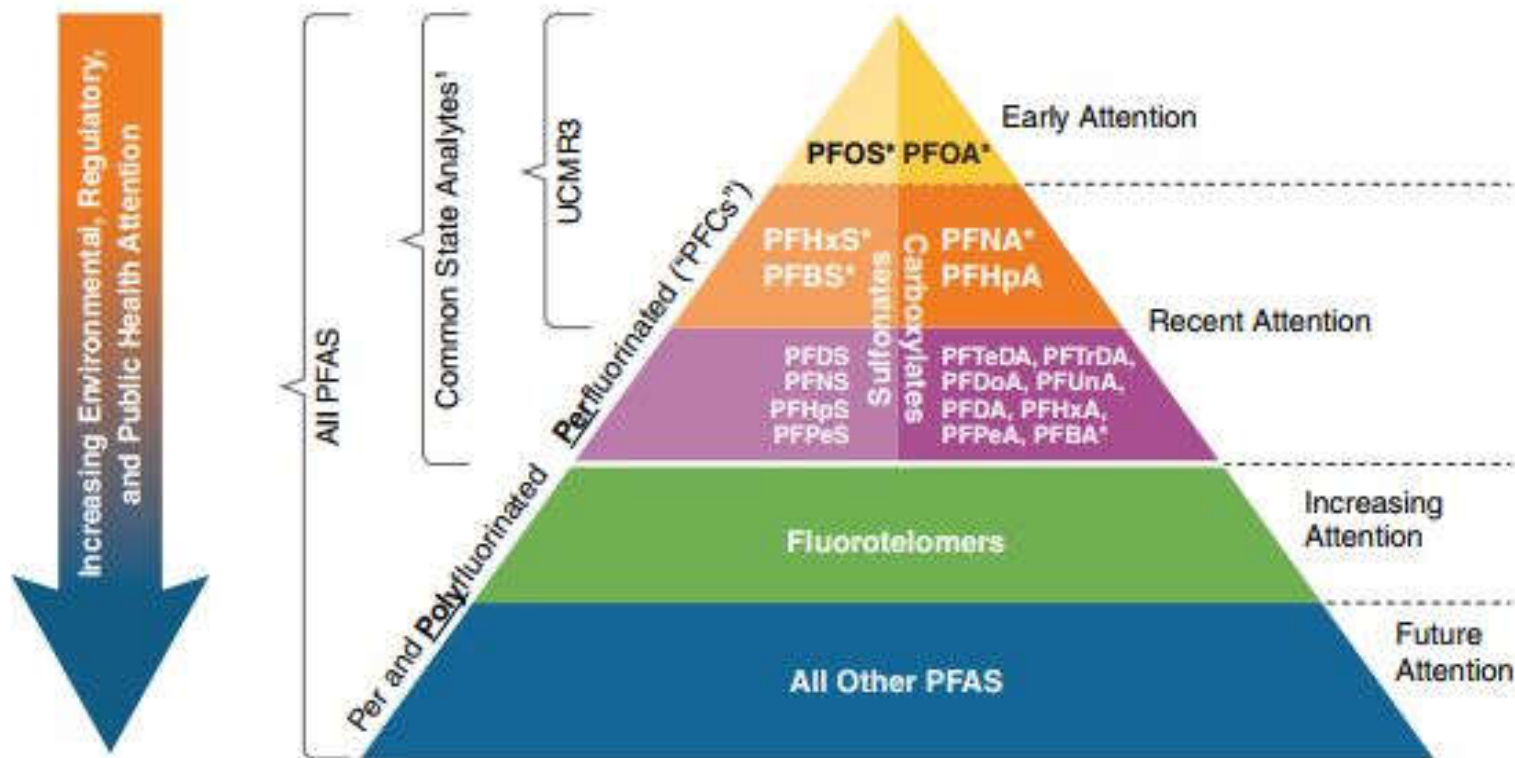 Increasing Environmental, Regulatory,
and Public Health Attention
All PFAS
Common State Analytes¹
UCMR3
Per and Polyfluorinated
Perfluorinated ("PFCs")
PFOS* PFOA*
Early Attention
PFHxS*
PFBS*
Sulfonates
Carboxylates
PFNA*
PFHpA
Recent Attention
PFDS
PFNS
PFHpS
PFPeS
PFTeDA, PFTrDA,
PFDoA, PFUnA,
PFDA, PFHxA,
PFPeA, PFBA*
Fluorotelomers
Increasing
Attention
All Other PFAS
Future
Attention